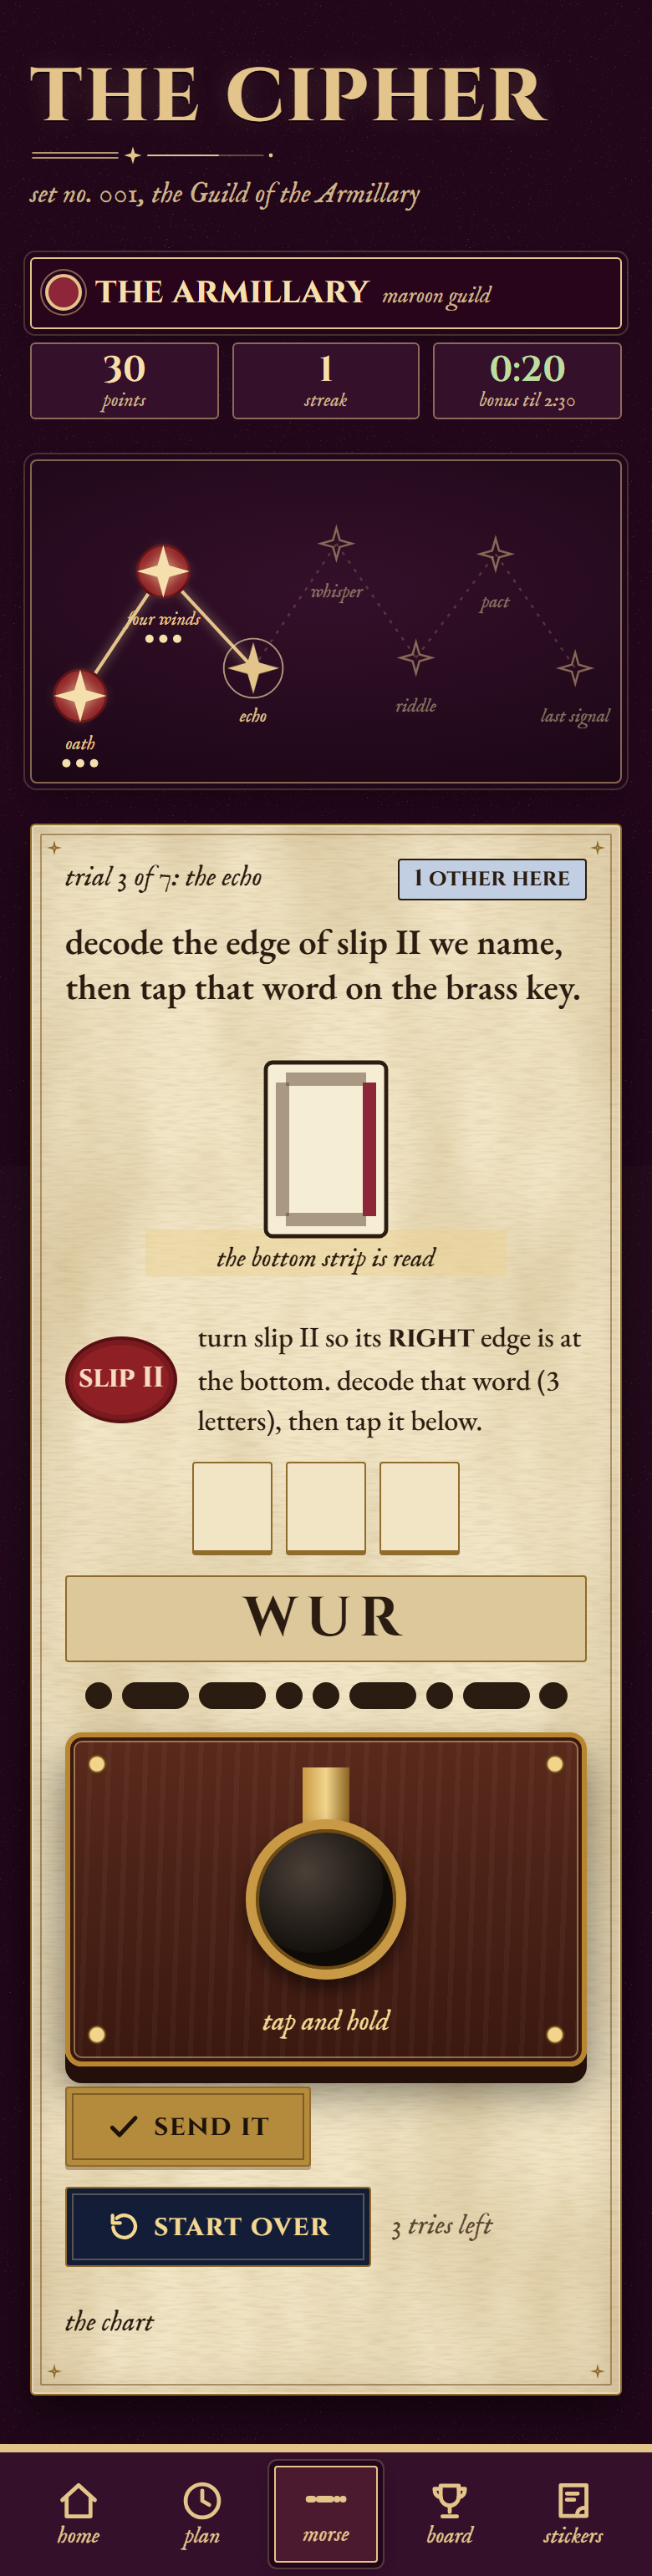 THE CIPHER
set no. 001, the Guild of the Armillary
THE ARMILLARY maroon guild
30
points
1
streak
0:20
bonus til 2:30
whisper
pact
four winds
riddle
echo
last signal
oath
trial 3 of 7: the echo
1 OTHER HERE
decode the edge of slip II we name,
then tap that word on the brass key.
the bottom strip is read
SLIP II
turn slip II so its RIGHT edge is at
the bottom. decode that word (3
letters), then tap it below.
WUR
tap and hold
SEND IT
START OVER
3 tries left
the chart
home
plan
morse
board
stickers